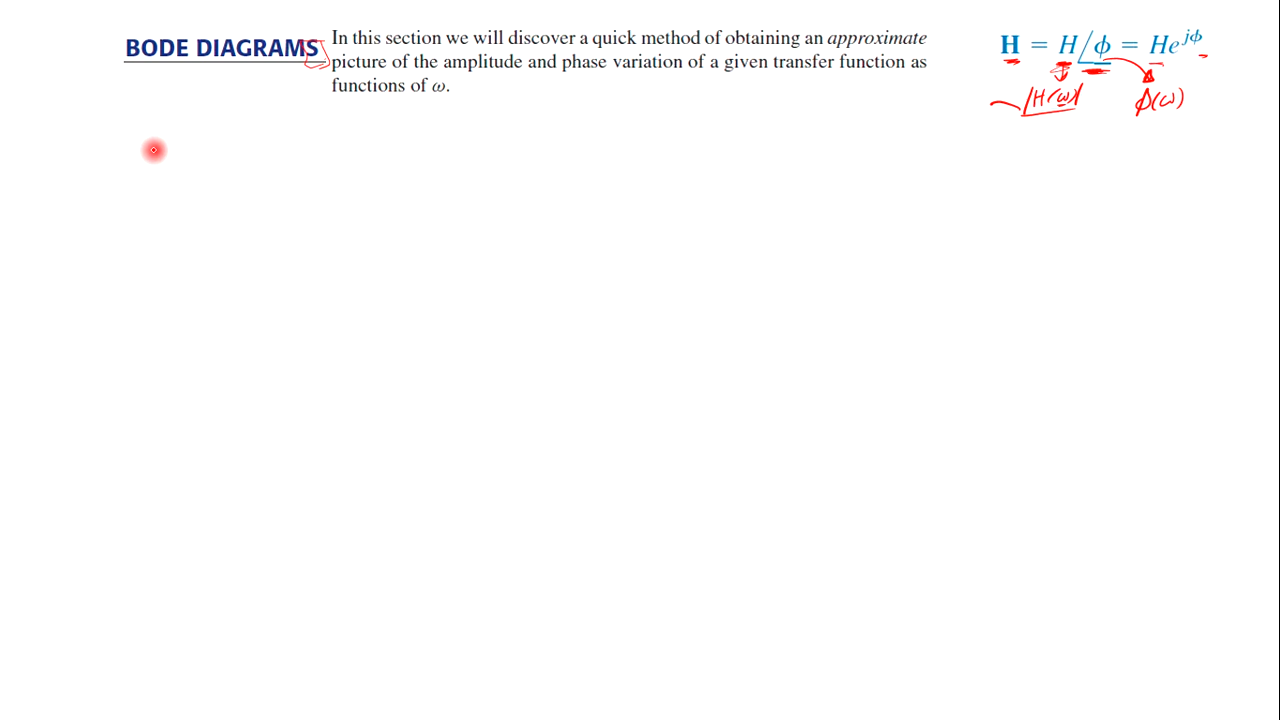 BODE DIAGRAMS
In this section we will discover a quick method of obtaining an approximate
picture of the amplitude and phase variation of a given transfer function as
functions of ω.
H = H/ϕ = He^{jϕ}
|H(ω)|
ϕ(ω)